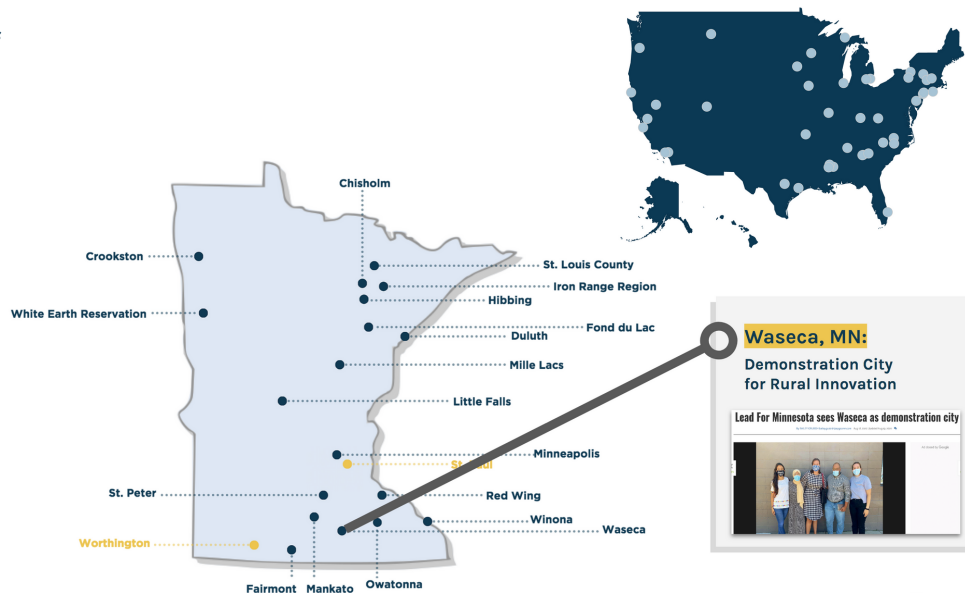 Chisholm
Crookston
St. Louis County
Iron Range Region
White Earth Reservation
Hibbing
Fond du Lac
Duluth
Mille Lacs
Little Falls
Minneapolis
St. Peter
Red Wing
Winona
Waseca
Worthington
Fairmont
Mankato
Owatonna
Waseca, MN:
Demonstration City
for Rural Innovation
Lead For Minnesota sees Waseca as demonstration city